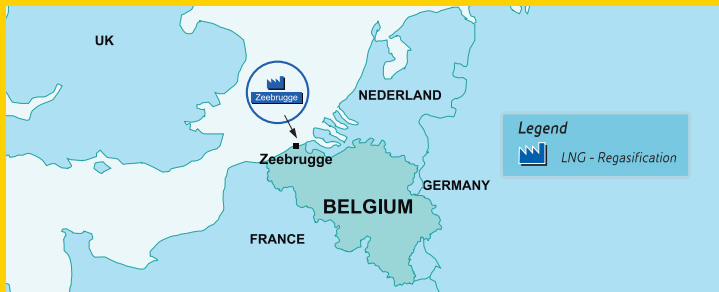 UK
Zeebrugge
NEDERLAND
Legend
LNG - Regasification
Zeebrugge
GERMANY
BELGIUM
FRANCE